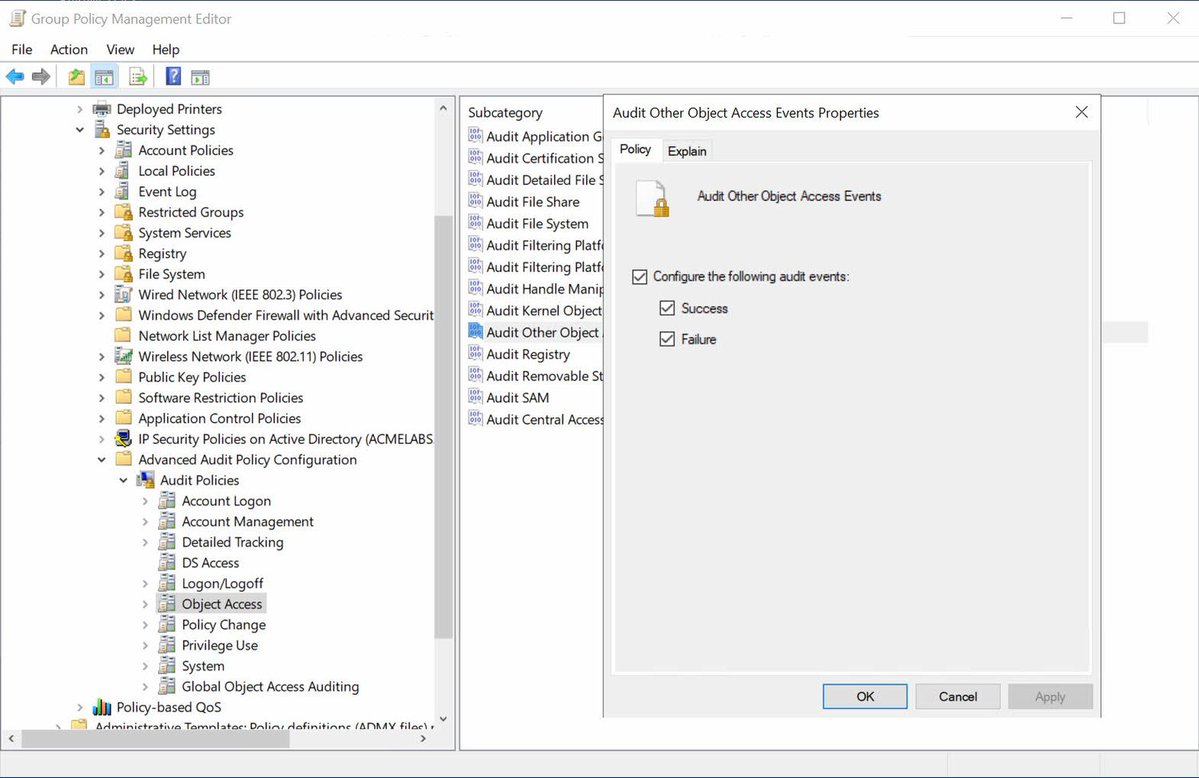 Group Policy Management Editor
File Action View Help
Deployed Printers
Security Settings
Account Policies
Local Policies
Event Log
Restricted Groups
System Services
Registry
File System
Wired Network (IEEE 802.3) Policies
Windows Defender Firewall with Advanced Securit
Network List Manager Policies
Wireless Network (IEEE 802.11) Policies
Public Key Policies
Software Restriction Policies
Application Control Policies
IP Security Policies on Active Directory (ACMELABS.
Advanced Audit Policy Configuration
Audit Policies
Account Logon
Account Management
Detailed Tracking
DS Access
Logon/Logoff
Object Access
Policy Change
Privilege Use
System
Global Object Access Auditing
Policy-based QoS
Administrative Templates: Policy definitions (ADMX files)
Subcategory
Audit Application G
Audit Certification S
Audit Detailed File S
Audit File Share
Audit File System
Audit Filtering Platfo
Audit Filtering Platfo
Audit Handle Manip
Audit Kernel Object
Audit Other Object
Audit Registry
Audit Removable St
Audit SAM
Audit Central Access
Audit Other Object Access Events Properties
Policy Explain
Audit Other Object Access Events
Configure the following audit events:
Success
Failure
OK Cancel Apply